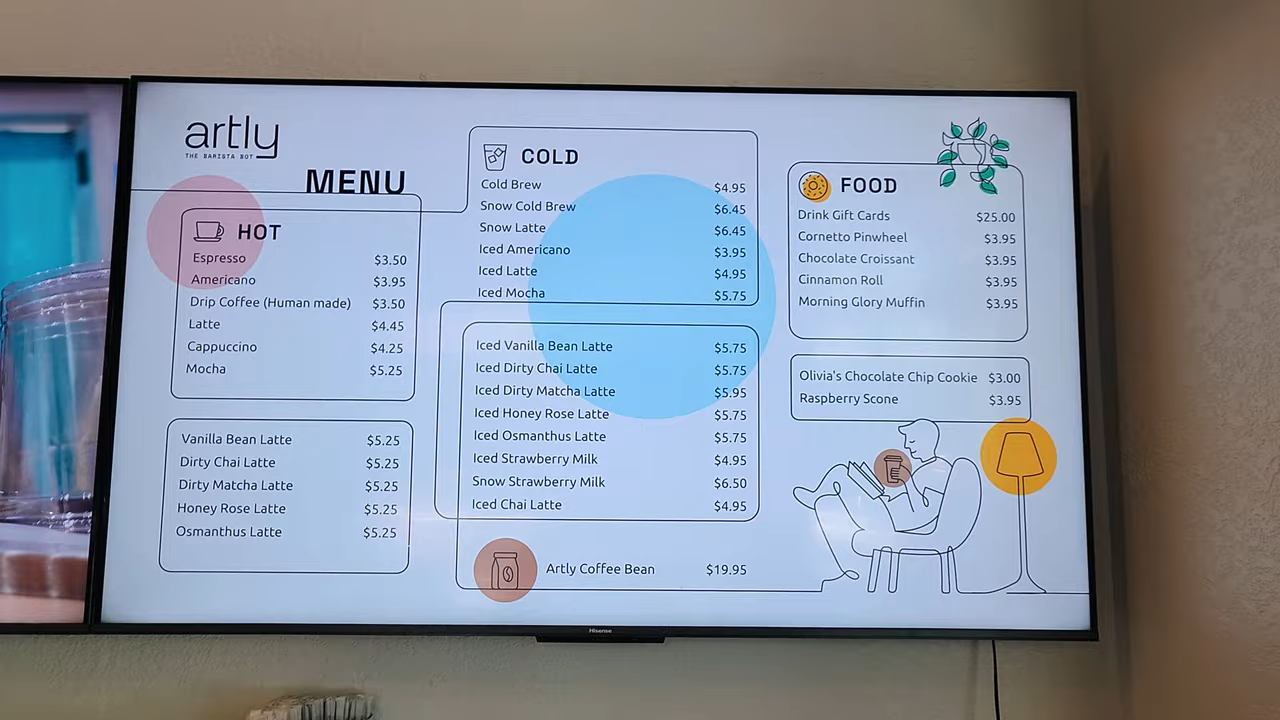 artly
THE BARISTA BOT
MENU
HOT
Espresso $3.50
Americano $3.95
Drip Coffee (Human made) $3.50
Latte $4.45
Cappuccino $4.25
Mocha $5.25
Vanilla Bean Latte $5.25
Dirty Chai Latte $5.25
Dirty Matcha Latte $5.25
Honey Rose Latte $5.25
Osmanthus Latte $5.25
COLD
Cold Brew $4.95
Snow Cold Brew $6.45
Snow Latte $6.45
Iced Americano $3.95
Iced Latte $4.95
Iced Mocha $5.75
Iced Vanilla Bean Latte $5.75
Iced Dirty Chai Latte $5.75
Iced Dirty Matcha Latte $5.95
Iced Honey Rose Latte $5.75
Iced Osmanthus Latte $5.75
Iced Strawberry Milk $4.95
Snow Strawberry Milk $6.50
Iced Chai Latte $4.95
Artly Coffee Bean $19.95
FOOD
Drink Gift Cards $25.00
Cornetto Pinwheel $3.95
Chocolate Croissant $3.95
Cinnamon Roll $3.95
Morning Glory Muffin $3.95
Olivia's Chocolate Chip Cookie $3.00
Raspberry Scone $3.95
Hisense